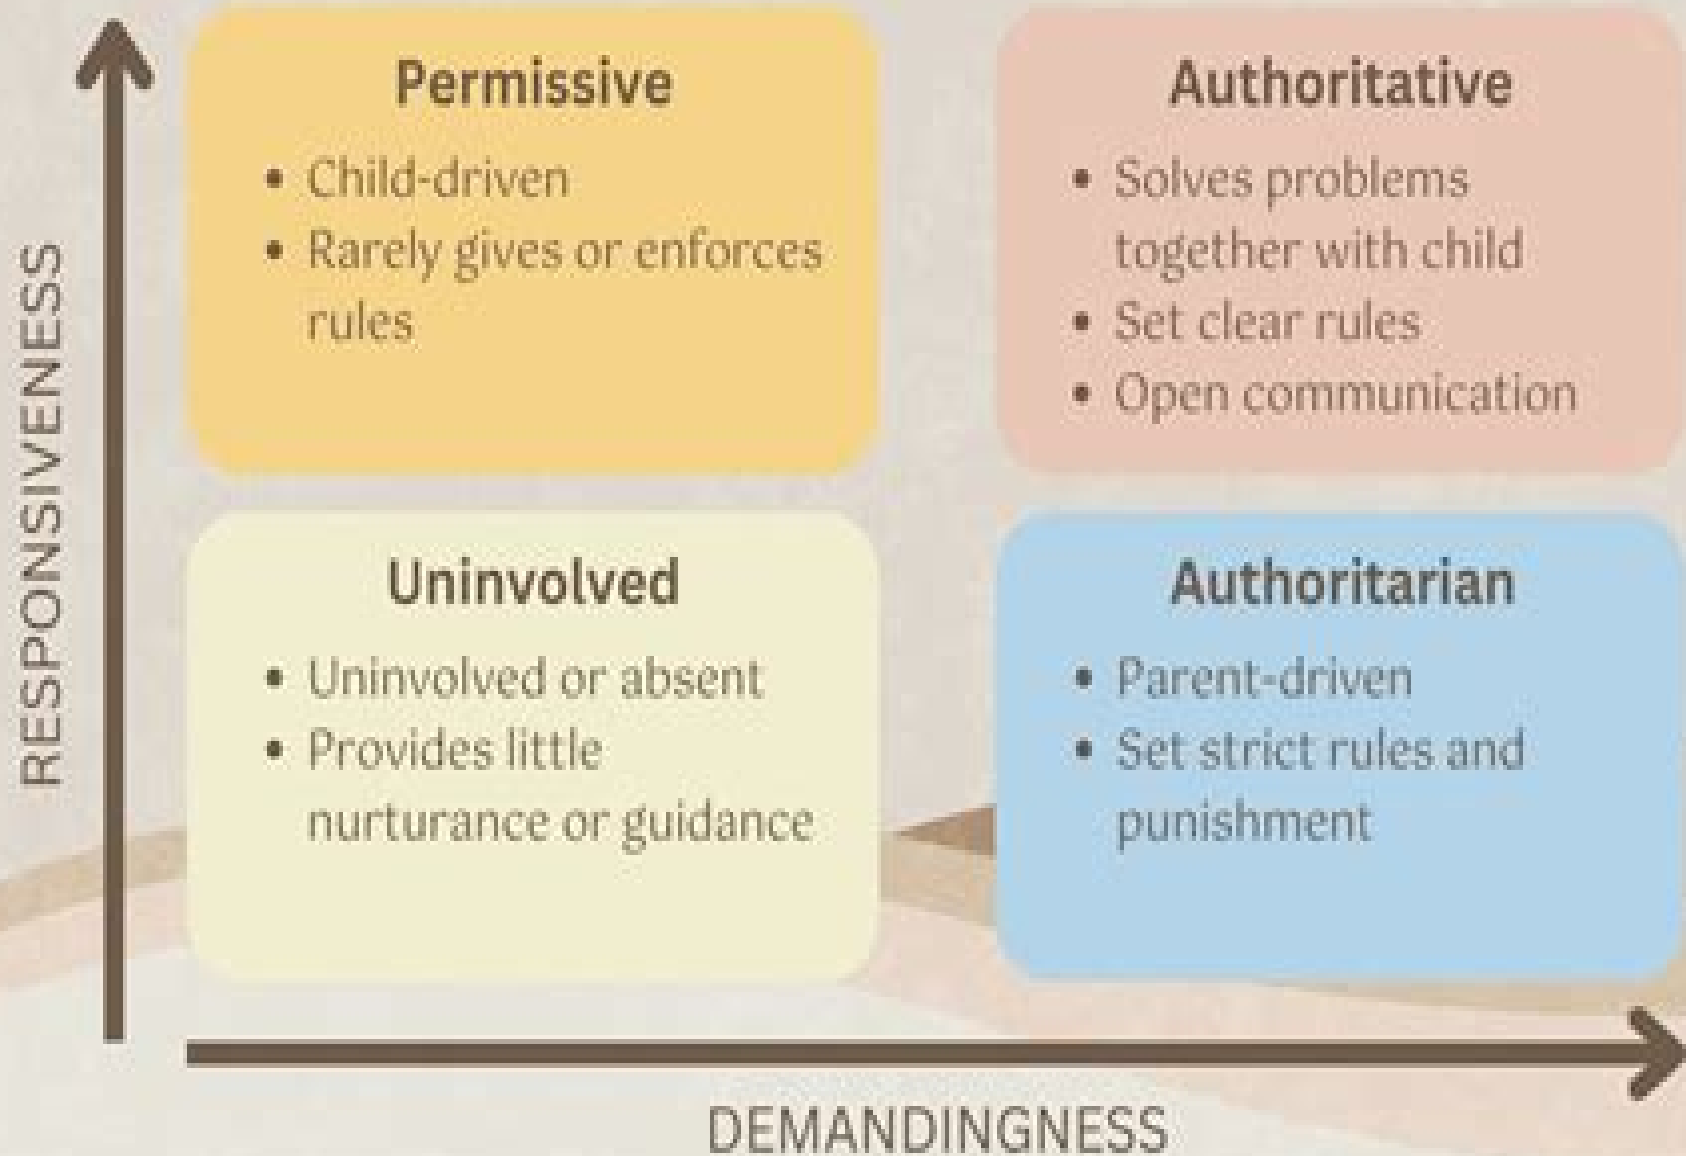 RESPONSIVENESS
Permissive
• Child-driven
• Rarely gives or enforces
rules
Authoritative
• Solves problems
together with child
• Set clear rules
• Open communication
Uninvolved
• Uninvolved or absent
• Provides little
nurturance or guidance
Authoritarian
• Parent-driven
• Set strict rules and
punishment
DEMANDINGNESS